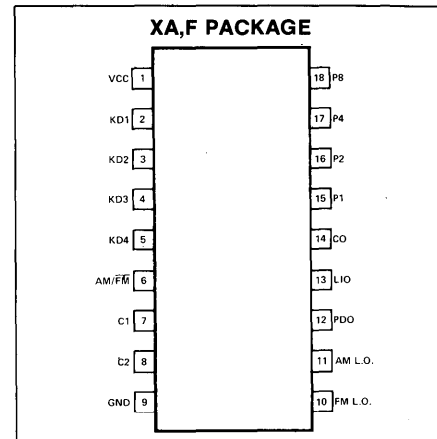 XA,F PACKAGE
VCC 1 18 P8
KD1 2 17 P4
KD2 3 16 P2
KD3 4 15 P1
KD4 5 14 CO
AM/F̅M̅ 6 13 LIO
C1 7 12 PDO
C2 8 11 AM L.O.
GND 9 10 FM L.O.